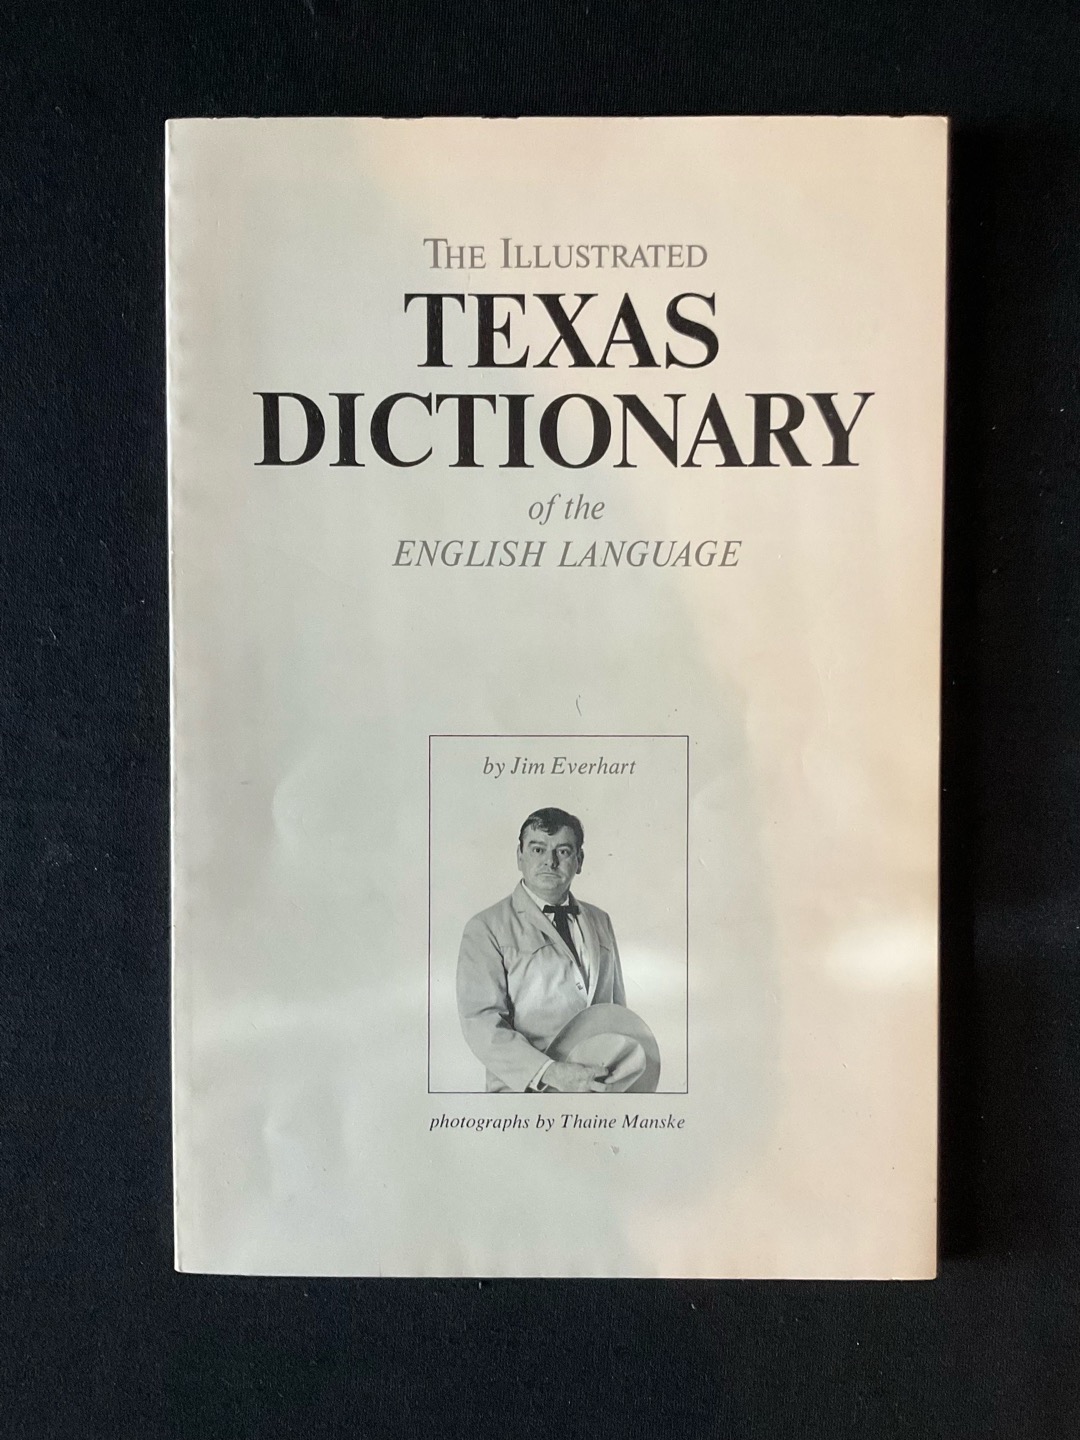 THE ILLUSTRATED
TEXAS
DICTIONARY
of the
ENGLISH LANGUAGE
by Jim Everhart
photographs by Thaine Manske